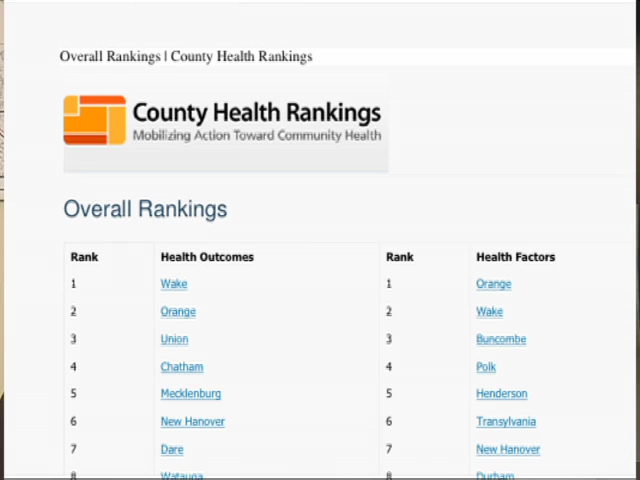 Overall Rankings | County Health Rankings
County Health Rankings
Mobilizing Action Toward Community Health
Overall Rankings
Rank Health Outcomes Rank Health Factors
1 Wake 1 Orange
2 Orange 2 Wake
3 Union 3 Buncombe
4 Chatham 4 Polk
5 Mecklenburg 5 Henderson
6 New Hanover 6 Transylvania
7 Dare 7 New Hanover
8 Watauga 8 Durham